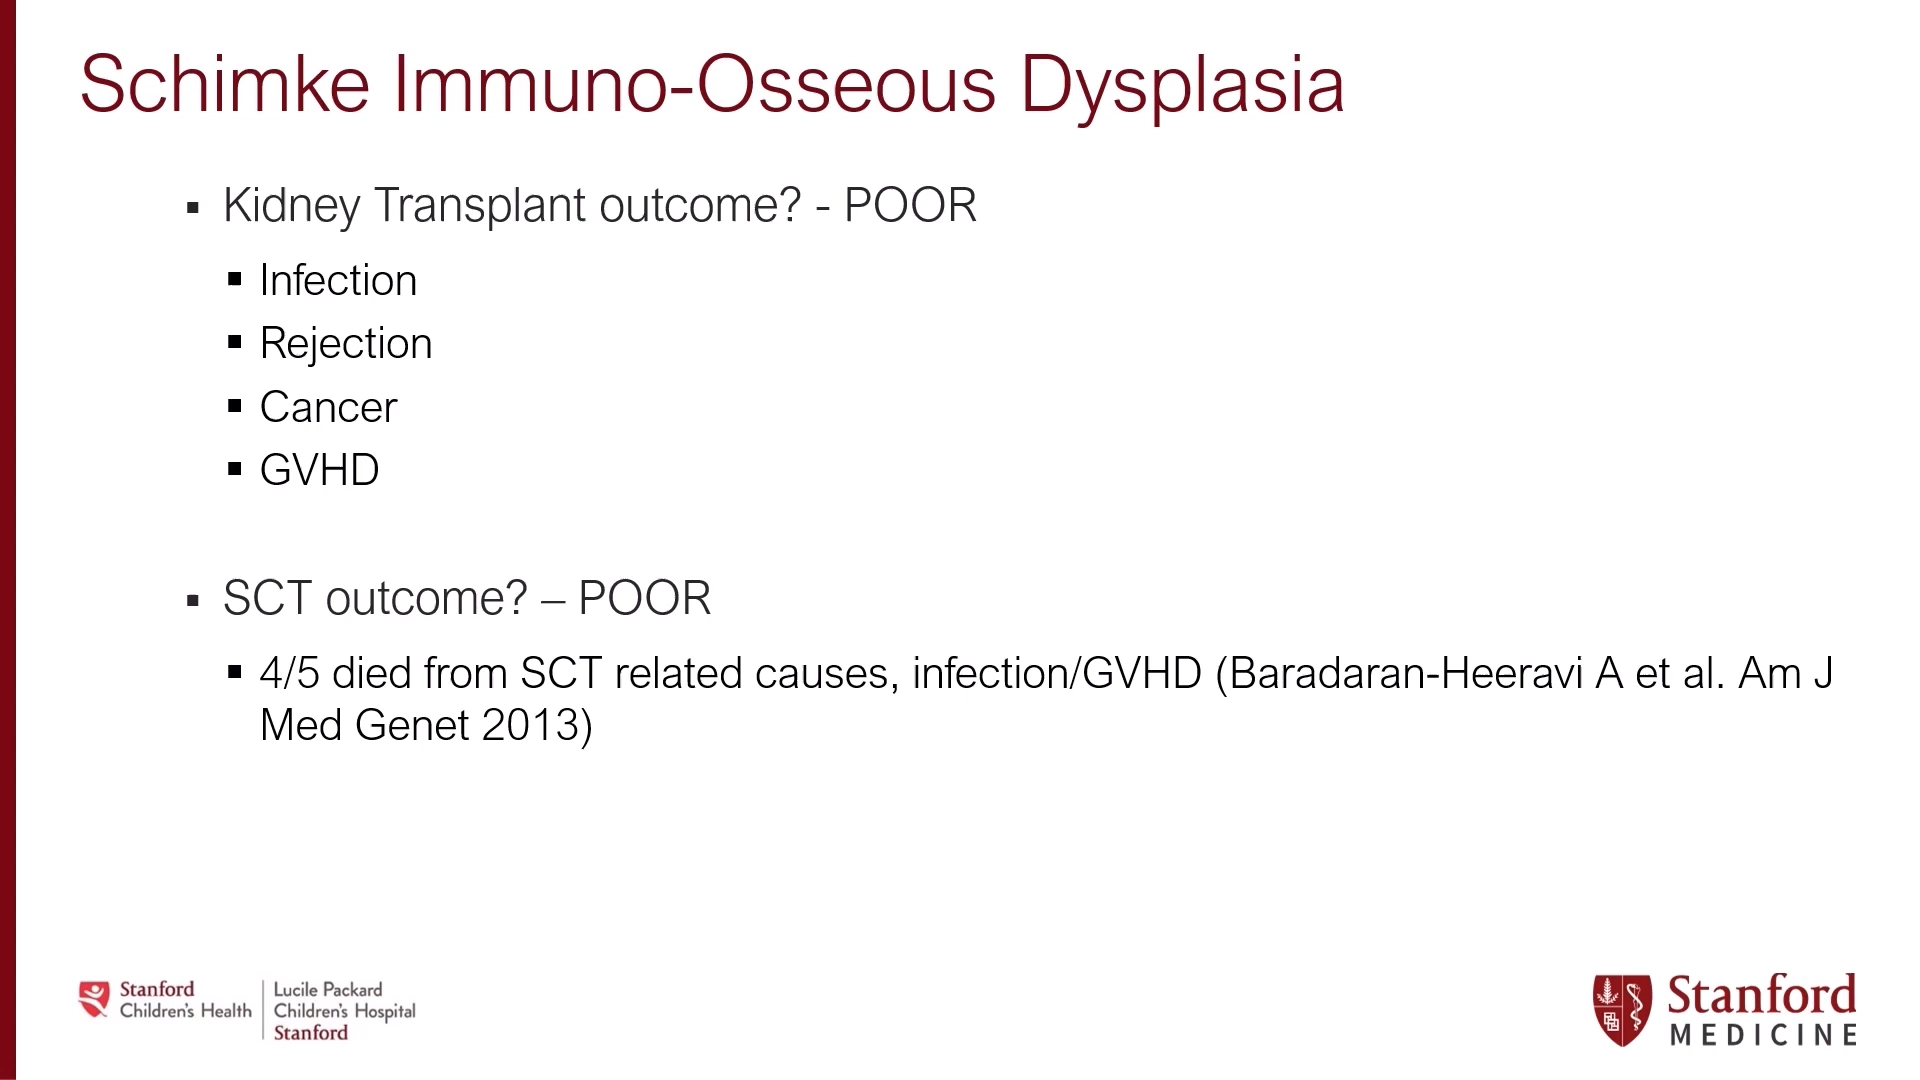 Schimke Immuno-Osseous Dysplasia
▪ Kidney Transplant outcome? - POOR
▪ Infection
▪ Rejection
▪ Cancer
▪ GVHD
▪ SCT outcome? – POOR
▪ 4/5 died from SCT related causes, infection/GVHD (Baradaran-Heeravi A et al. Am J
Med Genet 2013)
Stanford
Children's Health
Lucile Packard
Children's Hospital
Stanford
Stanford
MEDICINE